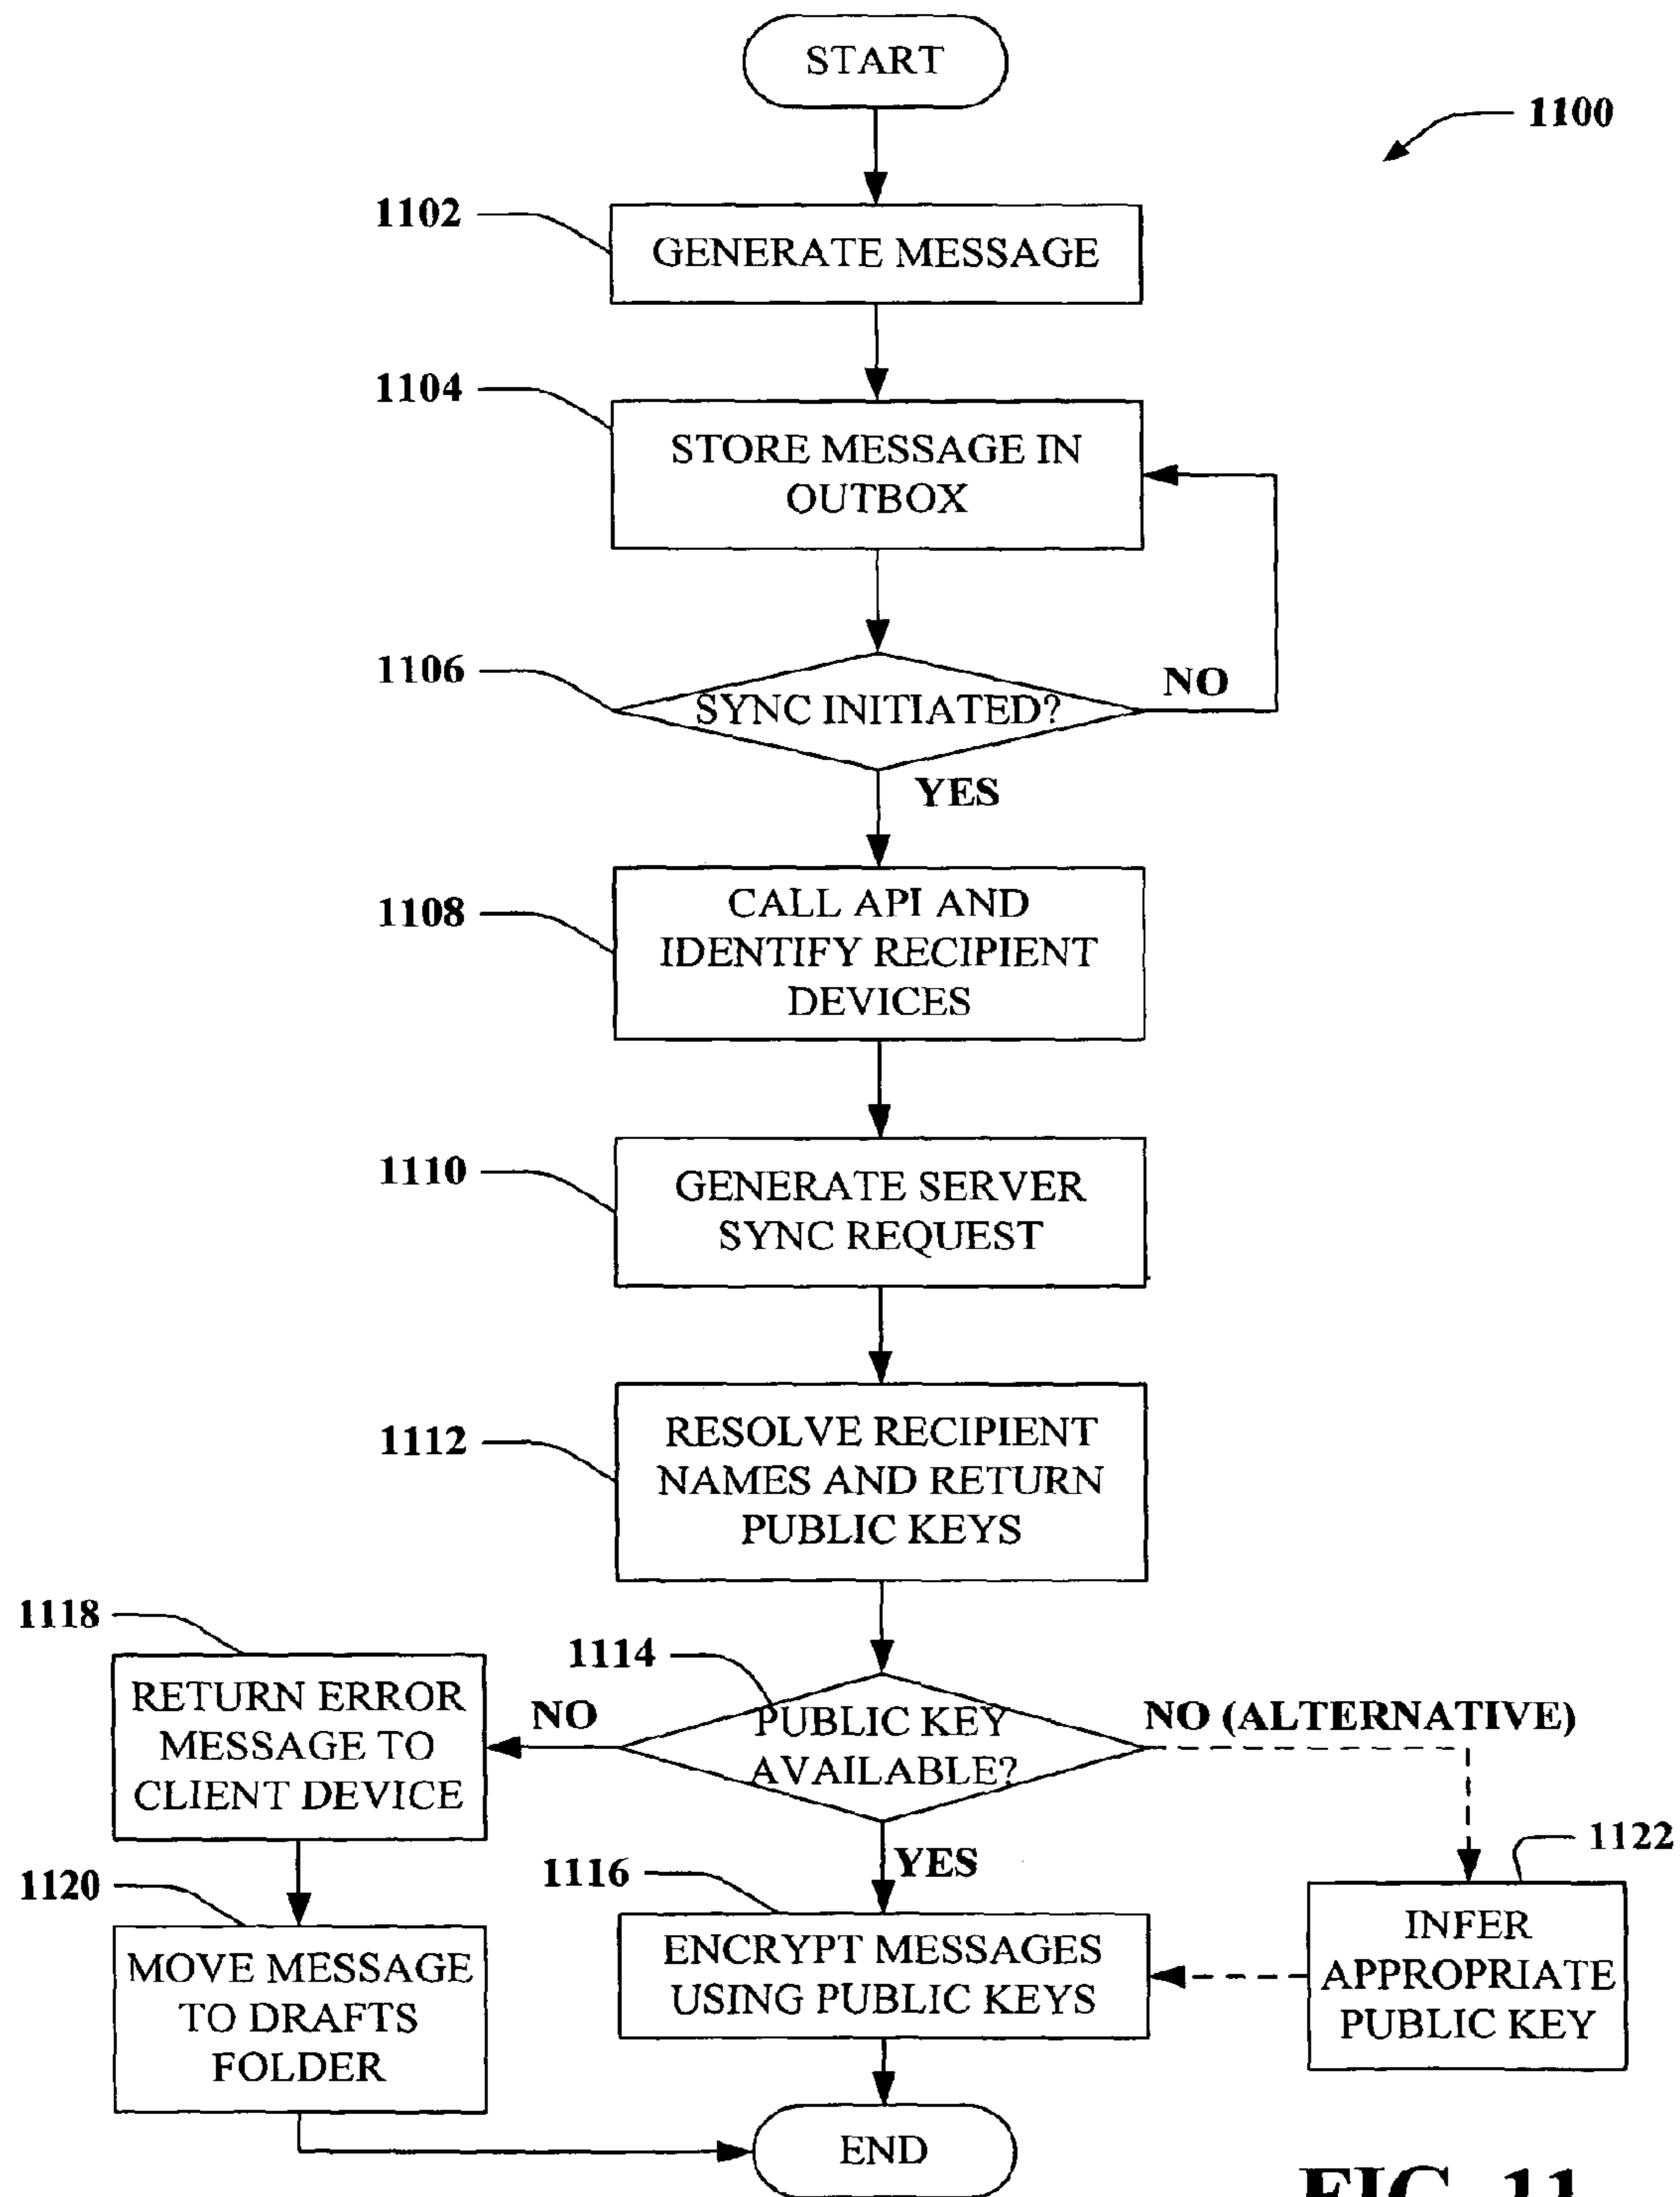 START
1100
1102
GENERATE MESSAGE
1104
STORE MESSAGE IN
OUTBOX
1106
SYNC INITIATED?
NO
YES
1108
CALL API AND
IDENTIFY RECIPIENT
DEVICES
1110
GENERATE SERVER
SYNC REQUEST
1112
RESOLVE RECIPIENT
NAMES AND RETURN
PUBLIC KEYS
1118
RETURN ERROR
MESSAGE TO
CLIENT DEVICE
1114
NO
PUBLIC KEY
AVAILABLE?
NO (ALTERNATIVE)
YES
1122
1120
MOVE MESSAGE
TO DRAFTS
FOLDER
1116
ENCRYPT MESSAGES
USING PUBLIC KEYS
INFER
APPROPRIATE
PUBLIC KEY
END
FIG. 11